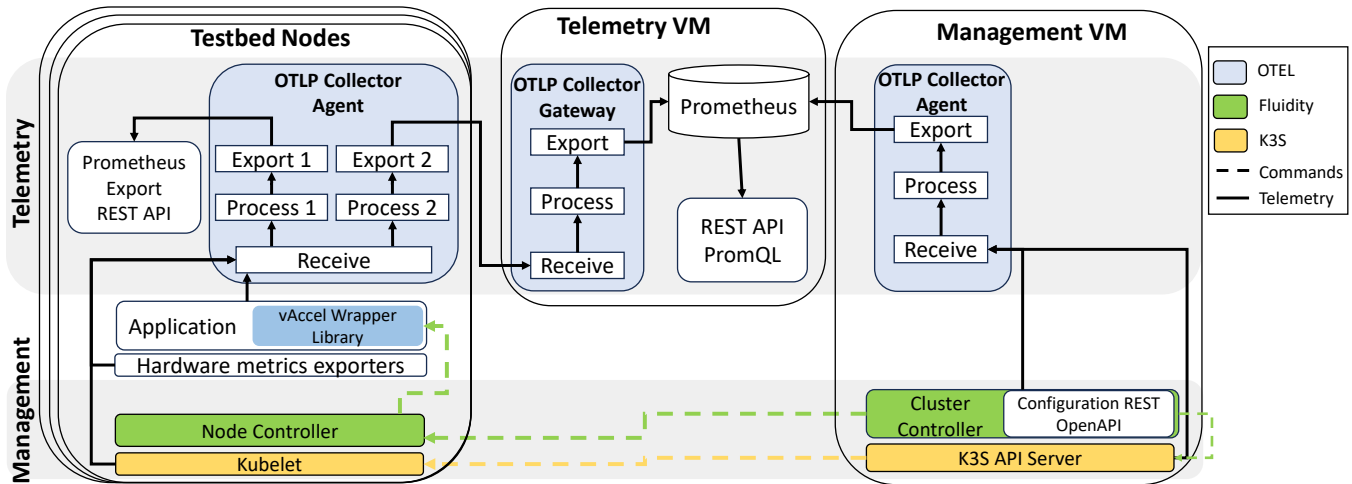 Testbed Nodes
Telemetry VM
Management VM
Telemetry
Management
OTLP Collector
Agent
Prometheus
Export
REST API
Export 1
Export 2
Process 1
Process 2
Receive
Application
vAccel Wrapper
Library
Hardware metrics exporters
Node Controller
Kubelet
OTLP Collector
Gateway
Export
Process
Receive
Prometheus
REST API
PromQL
OTLP Collector
Agent
Export
Process
Receive
Cluster
Controller
Configuration REST
OpenAPI
K3S API Server
OTEL
Fluidity
K3S
Commands
Telemetry